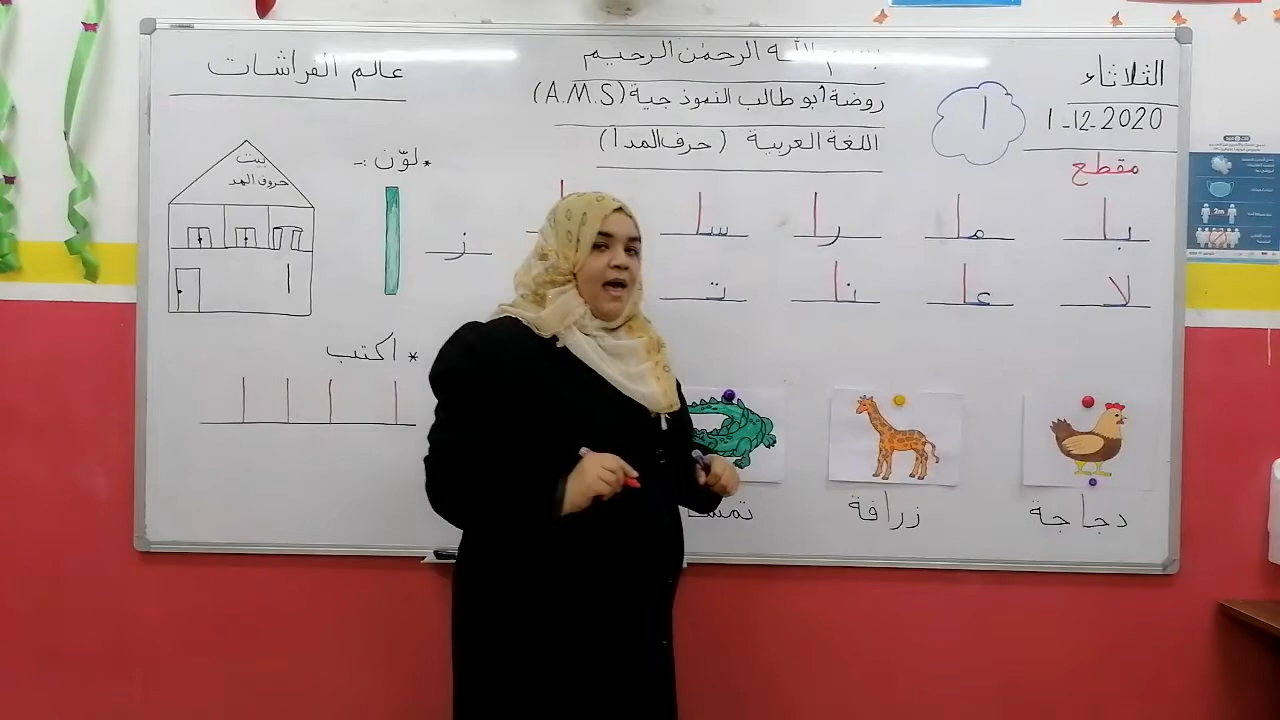 بسم الله الرحمن الرحيم
روضة أبو طالب النموذجية (A.M.S)
اللغة العربية (حرف المد ا)
الثلاثاء
1-12-2020
ا
عالم الفراشات
مقطع
با ما را سا
لا عا نا ت ز
* لوّن :-
ا
بيت
حروف المد
ا
* اكتب
ا ا ا ا
دجاجة زرافة
2m